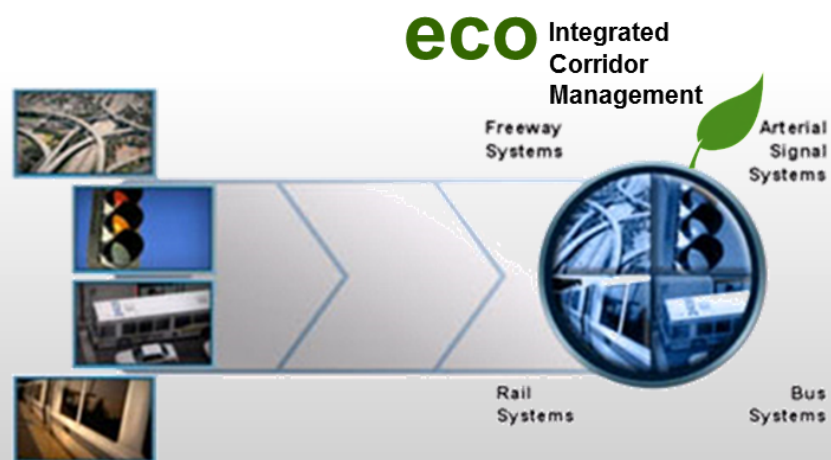 eco Integrated
Corridor
Management
Freeway
Systems
Arterial
Signal
Systems
Rail
Systems
Bus
Systems